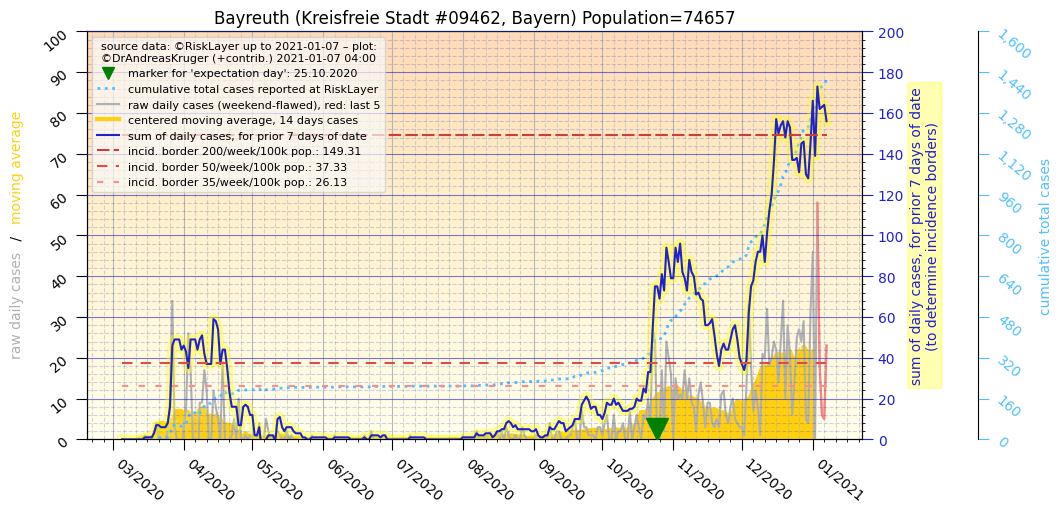 Bayreuth (Kreisfreie Stadt #09462, Bayern) Population=74657
source data: ©RiskLayer up to 2021-01-07 – plot:
©DrAndreasKruger (+contrib.) 2021-01-07 04:00
marker for 'expectation day': 25.10.2020
cumulative total cases reported at RiskLayer
raw daily cases (weekend-flawed), red: last 5
centered moving average, 14 days cases
sum of daily cases, for prior 7 days of date
incid. border 200/week/100k pop.: 149.31
incid. border 50/week/100k pop.: 37.33
incid. border 35/week/100k pop.: 26.13
raw daily cases / moving average
100
90
80
70
60
50
40
30
20
10
0
03/2020
04/2020
05/2020
06/2020
07/2020
08/2020
09/2020
10/2020
11/2020
12/2020
01/2021
200
180
160
140
120
100
80
60
40
20
0
sum of daily cases, for prior 7 days of date
(to determine incidence borders)
1,600
1,440
1,280
1,120
960
800
640
480
320
160
0
cumulative total cases